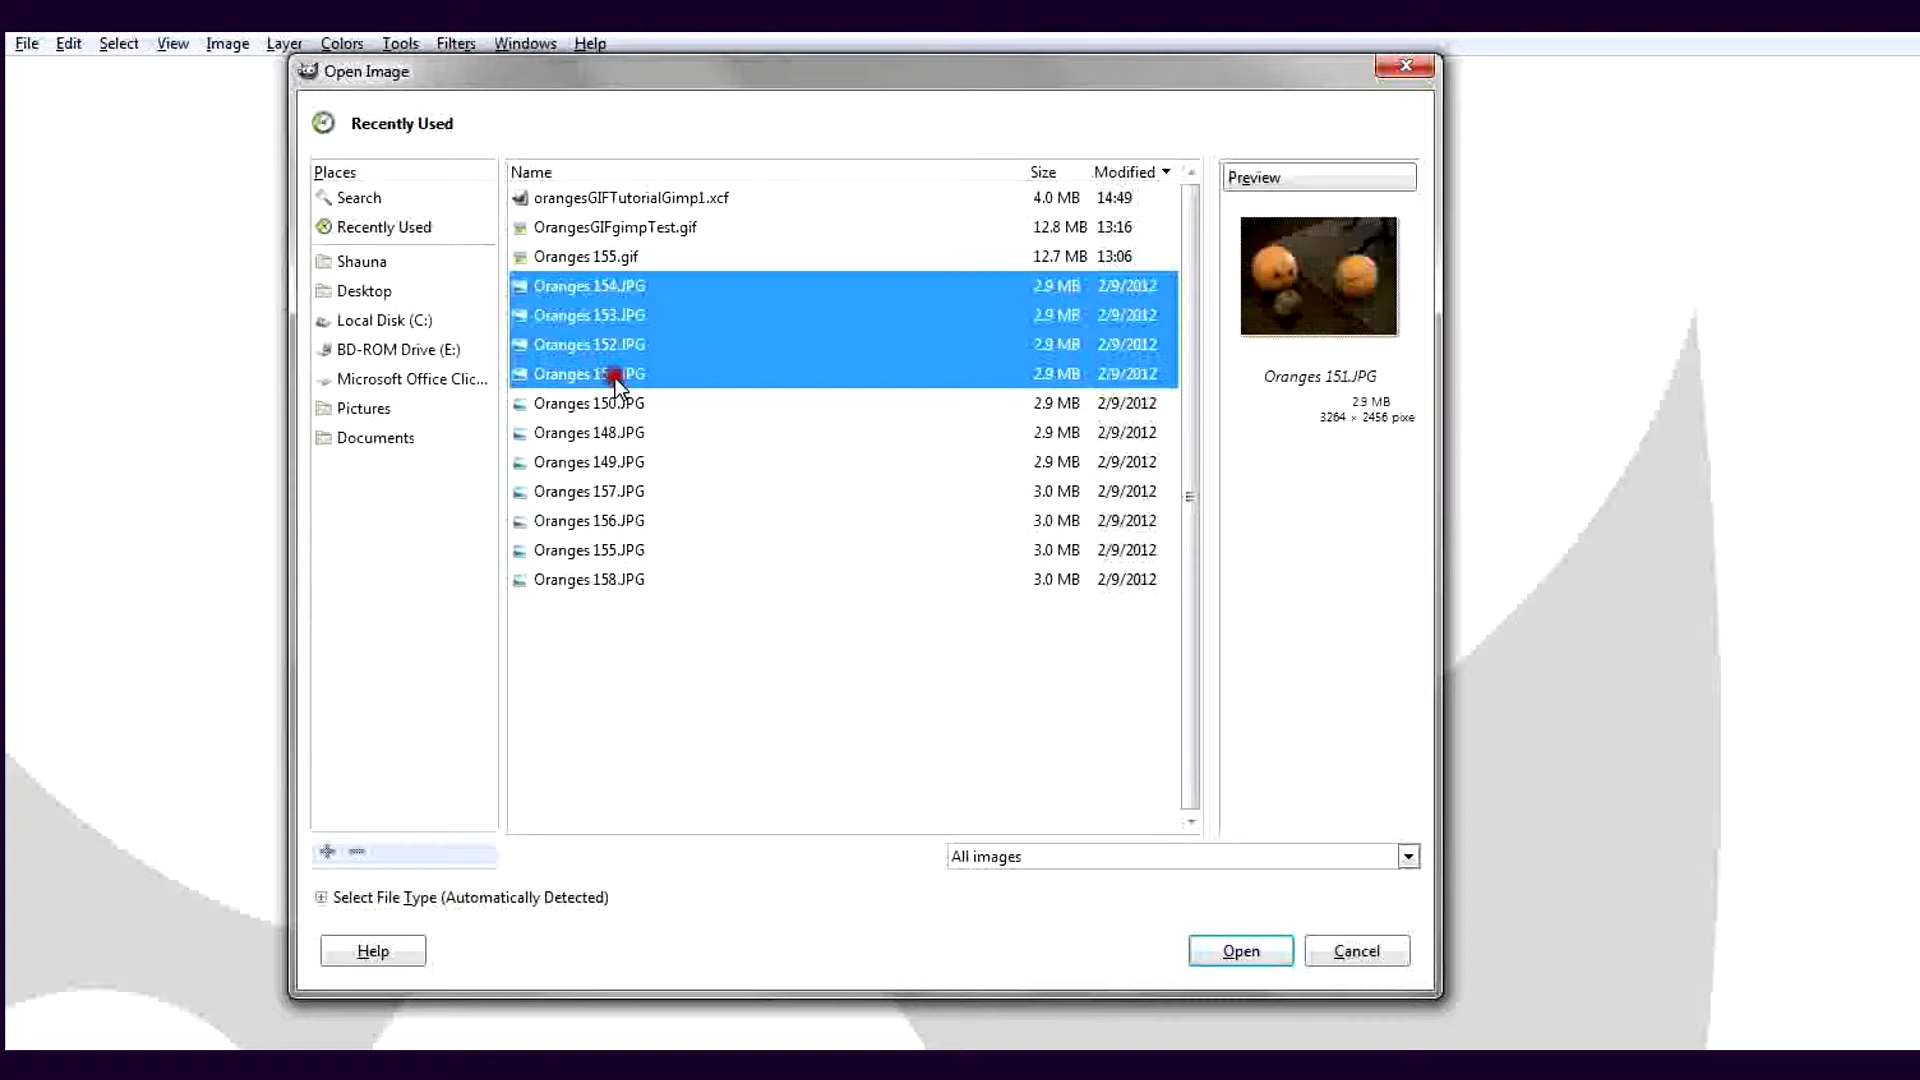 File Edit Select View Image Layer Colors Tools Filters Windows Help
Open Image
Recently Used
Places
Search
Recently Used
Shauna
Desktop
Local Disk (C:)
BD-ROM Drive (E:)
Microsoft Office Clic...
Pictures
Documents
Name Size Modified
orangesGIFTutorialGimp1.xcf 4.0 MB 14:49
OrangesGIFgimpTest.gif 12.8 MB 13:16
Oranges 155.gif 12.7 MB 13:06
Oranges 154.JPG 2.9 MB 2/9/2012
Oranges 153.JPG 2.9 MB 2/9/2012
Oranges 152.JPG 2.9 MB 2/9/2012
Oranges 2.9 MB 2/9/2012
Oranges 150.JPG 2.9 MB 2/9/2012
Oranges 148.JPG 2.9 MB 2/9/2012
Oranges 149.JPG 2.9 MB 2/9/2012
Oranges 157.JPG 3.0 MB 2/9/2012
Oranges 156.JPG 3.0 MB 2/9/2012
Oranges 155.JPG 3.0 MB 2/9/2012
Oranges 158.JPG 3.0 MB 2/9/2012
Preview
Oranges 151.JPG
2.9 MB
3264 × 2456 pixe
All images
Select File Type (Automatically Detected)
Help Open Cancel